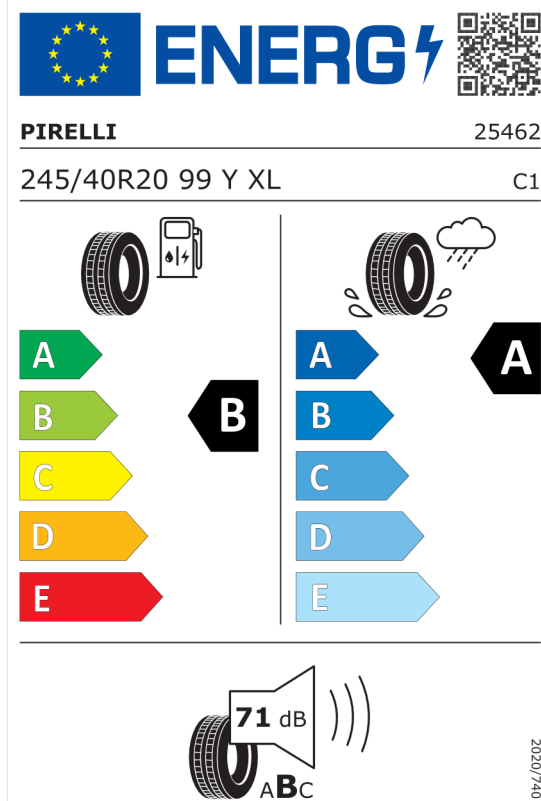 ENERG
PIRELLI 25462
245/40R20 99 Y XL C1
A A A
B B B
C C
D D
E E
71 dB
ABC
2020/740